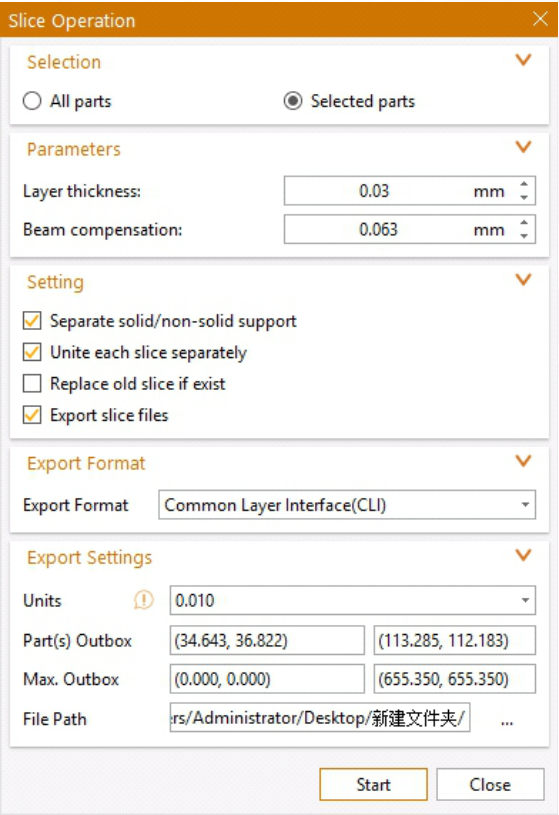 Slice Operation
Selection
All parts
Selected parts
Parameters
Layer thickness: 0.03 mm
Beam compensation: 0.063 mm
Setting
Separate solid/non-solid support
Unite each slice separately
Replace old slice if exist
Export slice files
Export Format
Export Format Common Layer Interface(CLI)
Export Settings
Units 0.010
Part(s) Outbox (34.643, 36.822) (113.285, 112.183)
Max. Outbox (0.000, 0.000) (655.350, 655.350)
File Path rs/Administrator/Desktop/新建文件夹/ ...
Start Close